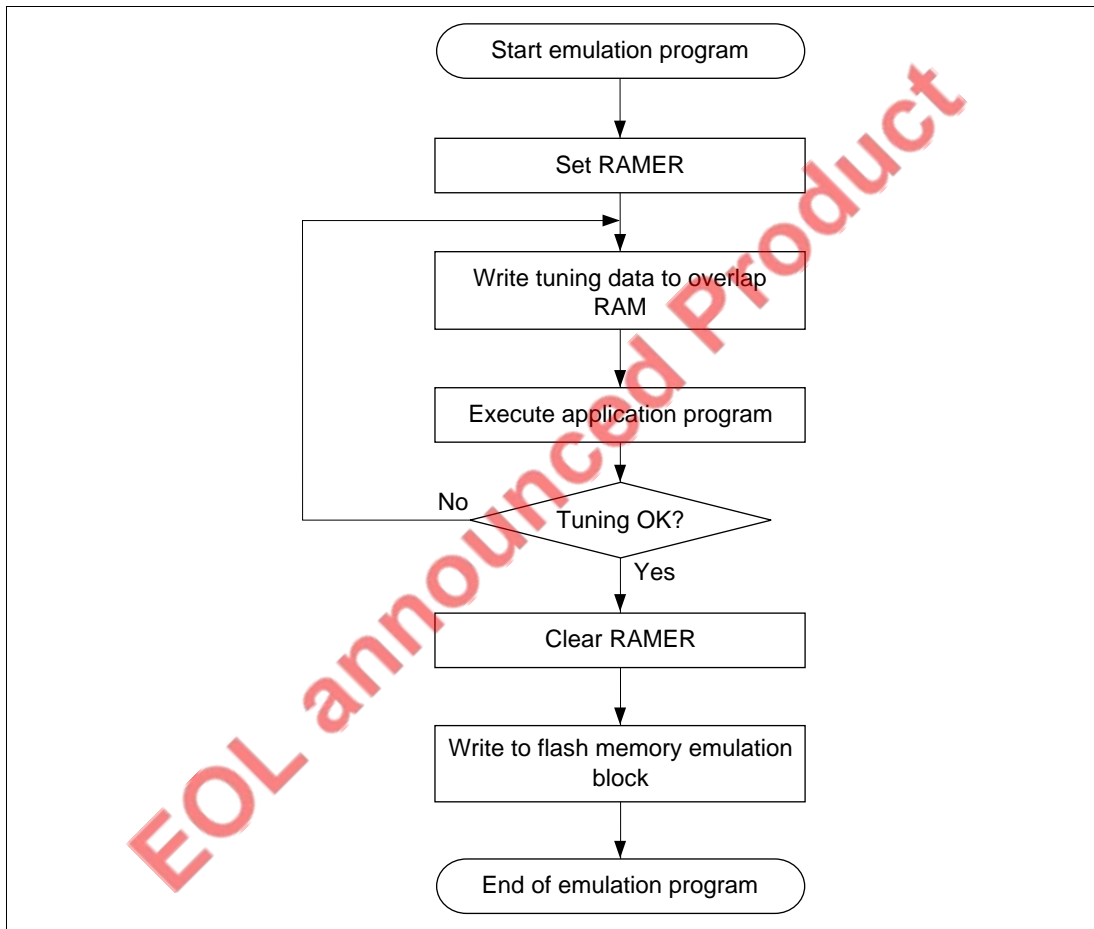 Start emulation program
Set RAMER
Write tuning data to overlap
RAM
Execute application program
No
Tuning OK?
Yes
Clear RAMER
Write to flash memory emulation
block
End of emulation program
EOL announced Product